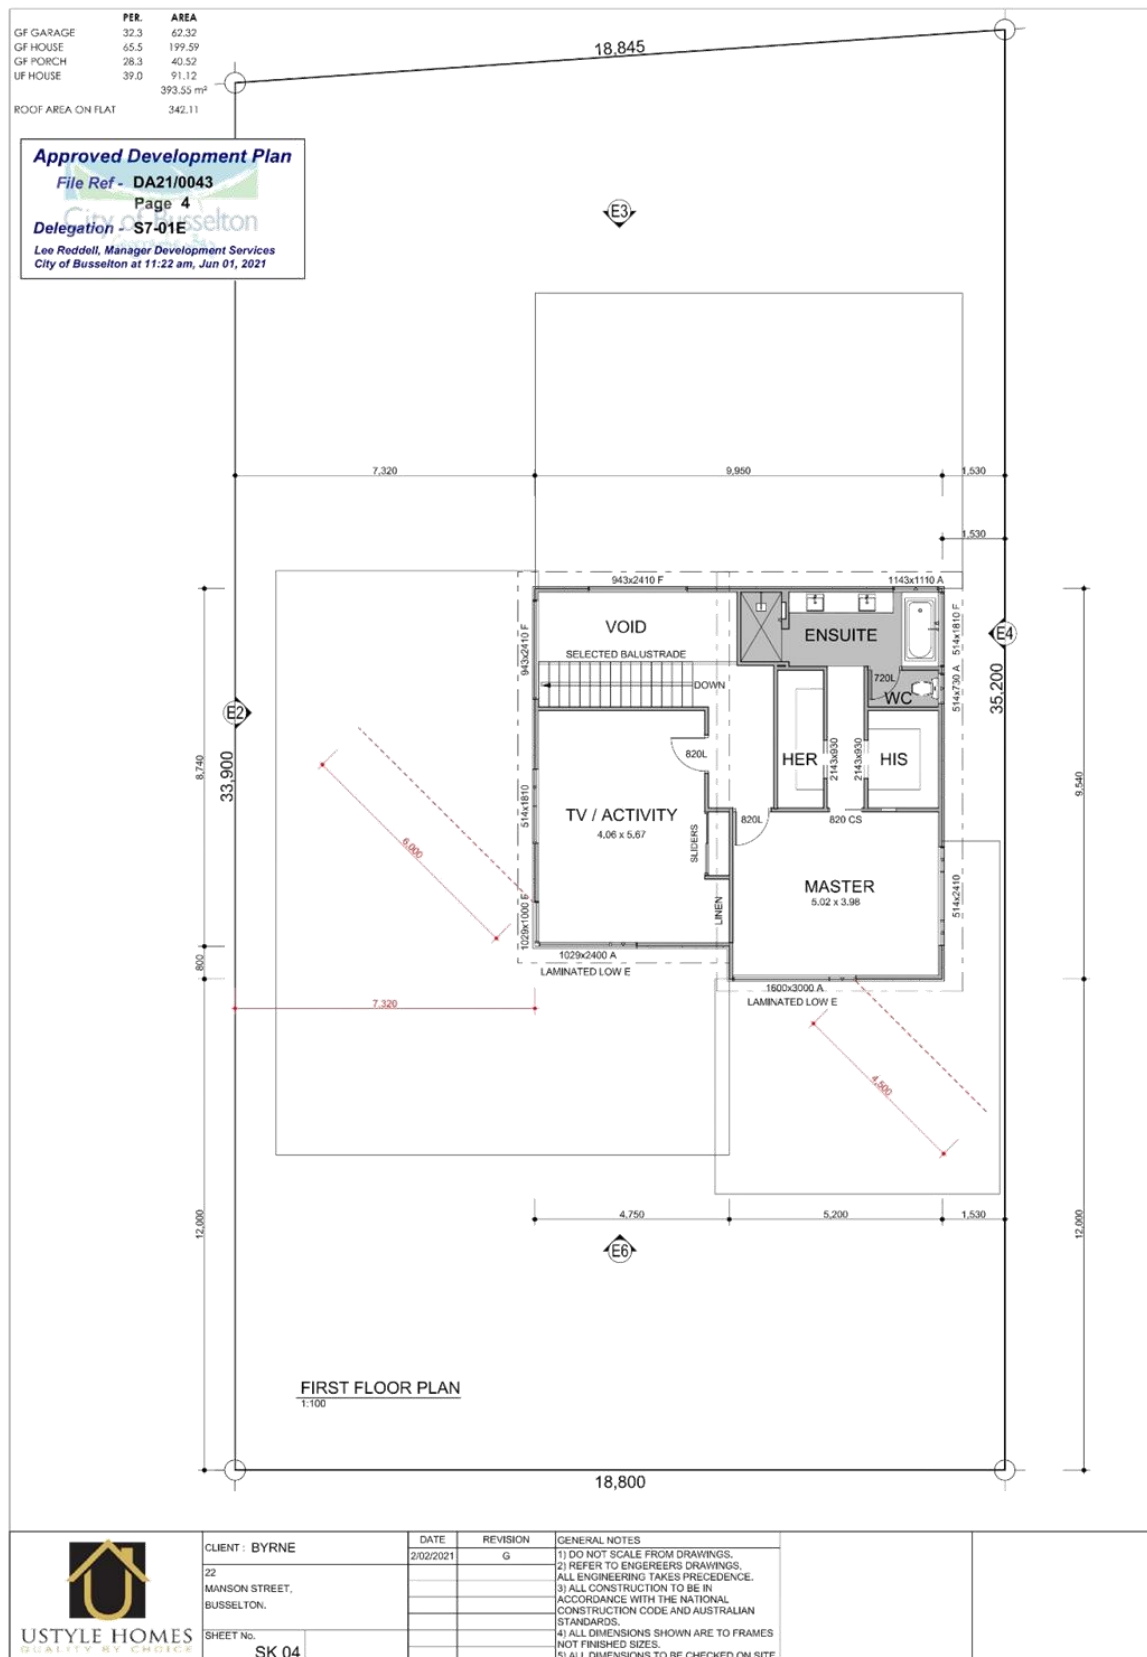 PER. AREA
GF GARAGE 32.3 62.32
GF HOUSE 65.5 199.59
GF PORCH 28.3 40.52
UF HOUSE 39.0 91.12
393.55 m²
ROOF AREA ON FLAT 342.11
18,845
Approved Development Plan
File Ref - DA21/0043
Page 4
City of Busselton
Delegation - S7-01E
Lee Reddell, Manager Development Services
City of Busselton at 11:22 am, Jun 01, 2021
E3
7,320 9,950 1,530
1,530
943x2410 F 1143x1110 A
VOID
ENSUITE
943x2410 F
514x1810 F
E4
SELECTED BALUSTRADE
DOWN
720L
WC
514x730 A
35,200
E2
33,900
8,740
820L
HER
2143x930
2143x930
HIS
9,540
514x1810
TV / ACTIVITY
4.06 x 5.67
820L
820 CS
SLIDERS
6,000
MASTER
5.02 x 3.98
514x2410
LINEN
1029x1000 F
800
1029x2400 A
LAMINATED LOW E
1600x3000 A
LAMINATED LOW E
7,320
4,500
12,000
4,750 5,200 1,530
12,000
E6
FIRST FLOOR PLAN
1:100
18,800
USTYLE HOMES
QUALITY BY CHOICE
CLIENT : BYRNE
22
MANSON STREET,
BUSSELTON.
SHEET No.
SK 04
DATE REVISION
2/02/2021 G
GENERAL NOTES
1) DO NOT SCALE FROM DRAWINGS.
2) REFER TO ENGEREERS DRAWINGS.
ALL ENGINEERING TAKES PRECEDENCE.
3) ALL CONSTRUCTION TO BE IN
ACCORDANCE WITH THE NATIONAL
CONSTRUCTION CODE AND AUSTRALIAN
STANDARDS.
4) ALL DIMENSIONS SHOWN ARE TO FRAMES
NOT FINISHED SIZES.
5) ALL DIMENSIONS TO BE CHECKED ON SITE